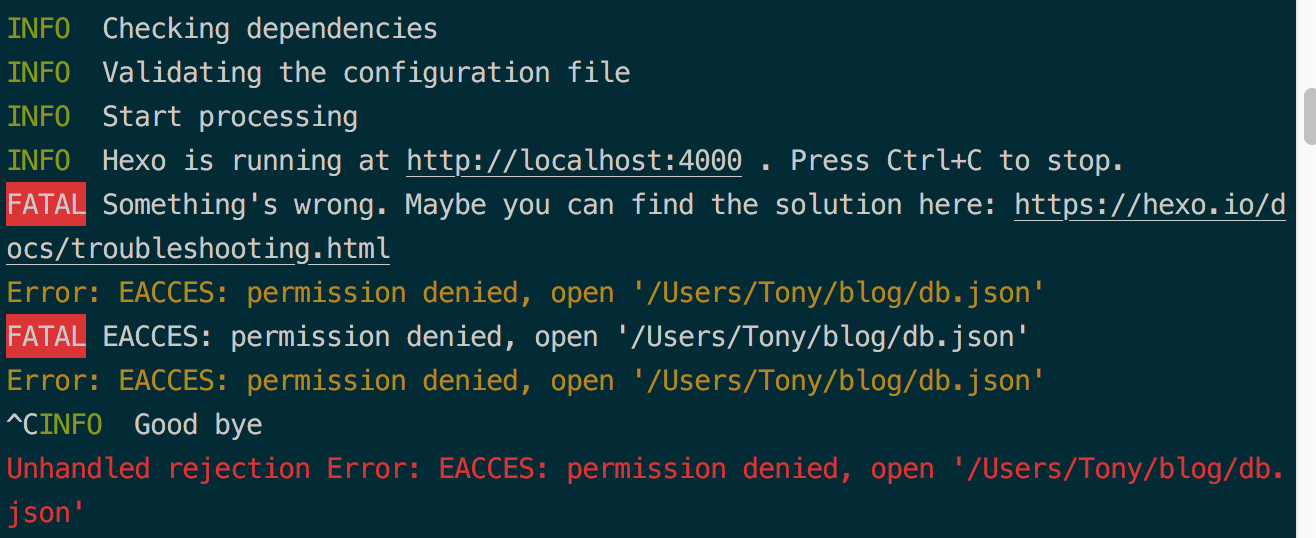 INFO  Checking dependencies
INFO  Validating the configuration file
INFO  Start processing
INFO  Hexo is running at http://localhost:4000 . Press Ctrl+C to stop.
FATAL Something's wrong. Maybe you can find the solution here: https://hexo.io/d
ocs/troubleshooting.html
Error: EACCES: permission denied, open '/Users/Tony/blog/db.json'
FATAL EACCES: permission denied, open '/Users/Tony/blog/db.json'
Error: EACCES: permission denied, open '/Users/Tony/blog/db.json'
^CINFO  Good bye
Unhandled rejection Error: EACCES: permission denied, open '/Users/Tony/blog/db.
json'